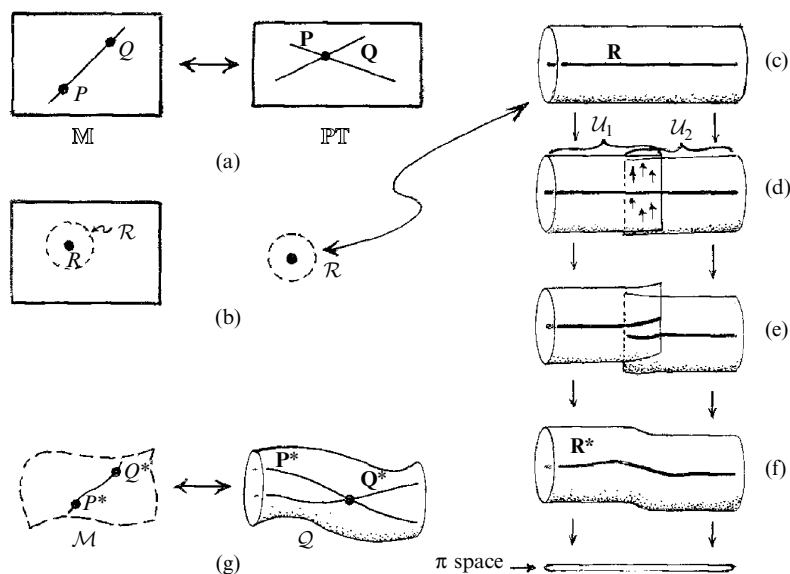 P
Q
𝕄
P
Q
ℙ𝕋
(a)
R
ℛ
(b)
ℛ
R
(c)
𝒰₁
𝒰₂
(d)
(e)
R*
(f)
π space
P*
Q*
ℳ
P*
Q*
𝒬
(g)